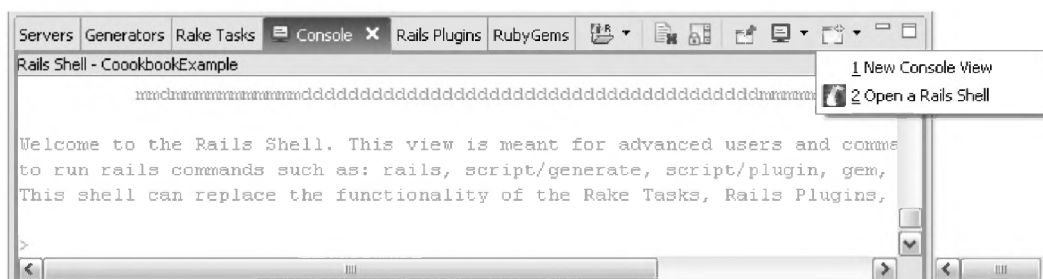 Servers Generators Rake Tasks Console Rails Plugins RubyGems
Rails Shell - CoookbookExample
1 New Console View
2 Open a Rails Shell
Welcome to the Rails Shell. This view is meant for advanced users and comma
to run rails commands such as: rails, script/generate, script/plugin, gem,
This shell can replace the functionality of the Rake Tasks, Rails Plugins,
>